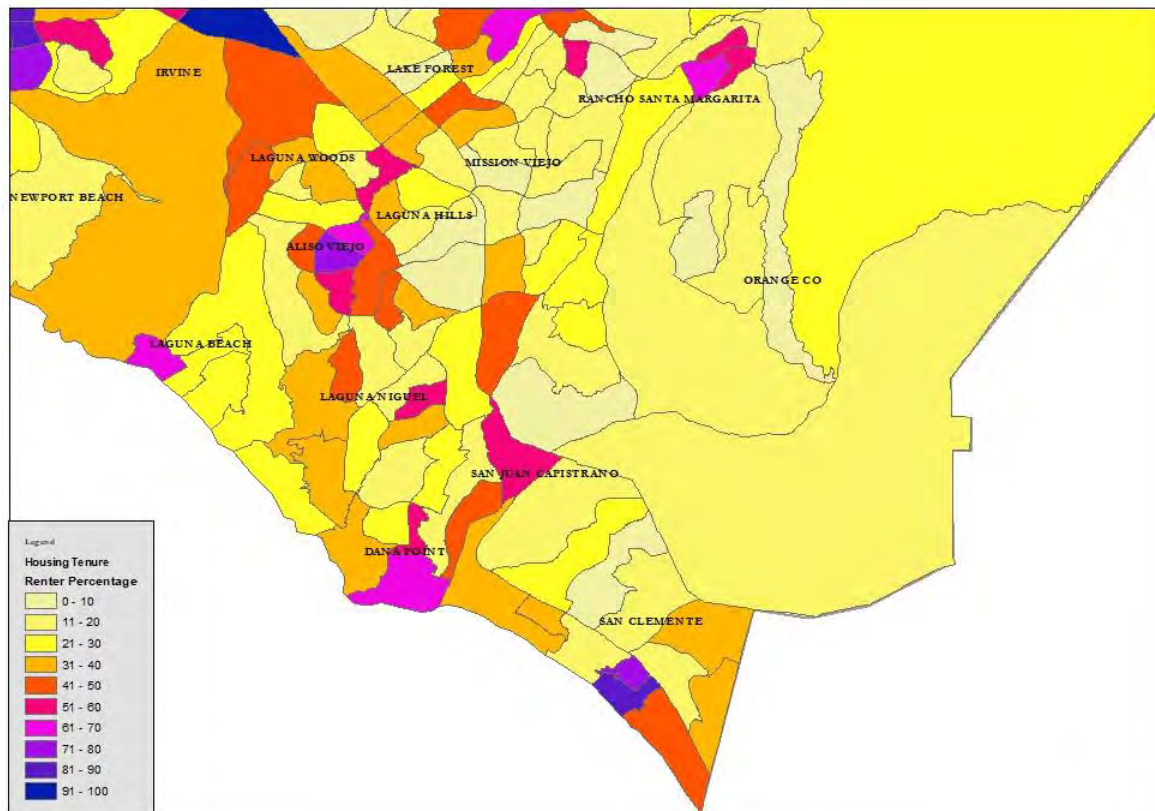 IRVINE
LAKE FOREST
RANCHO SANTA MARGARITA
LAGUNA WOODS
MISSION VIEJO
NEWPORT BEACH
LAGUNA HILLS
ALISO VIEJO
ORANGE CO
LAGUNA BEACH
LAGUNA NIGUEL
SAN JUAN CAPISTRANO
DANA POINT
SAN CLEMENTE
Legend
Housing Tenure
Renter Percentage
0 - 10
11 - 20
21 - 30
31 - 40
41 - 50
51 - 60
61 - 70
71 - 80
81 - 90
91 - 100